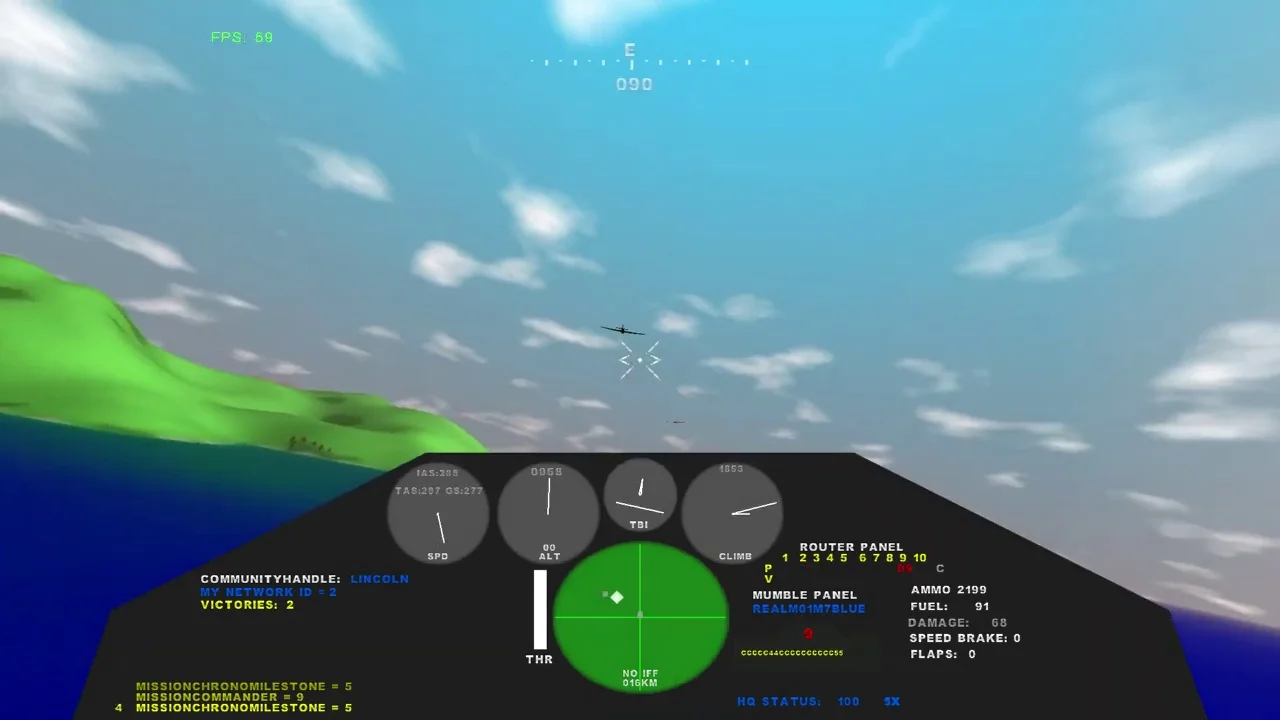 FPS: 59
E
090
0958
1853
TAS:297 GS:277
TBI
SPD
00
ALT
CLIMB
ROUTER PANEL
1 2 3 4 5 6 7 8 9 10
P C
V
COMMUNITYHANDLE: LINCOLN
MY NETWORK ID = 2
VICTORIES: 2
MUMBLE PANEL
REALM01M7BLUE
9
AMMO 2199
FUEL: 91
DAMAGE: 68
SPEED BRAKE: 0
FLAPS: 0
THR
NO IFF
016KM
MISSIONCHRONOMILESTONE = 5
MISSIONCOMMANDER = 9
4 MISSIONCHRONOMILESTONE = 5
HQ STATUS: 100